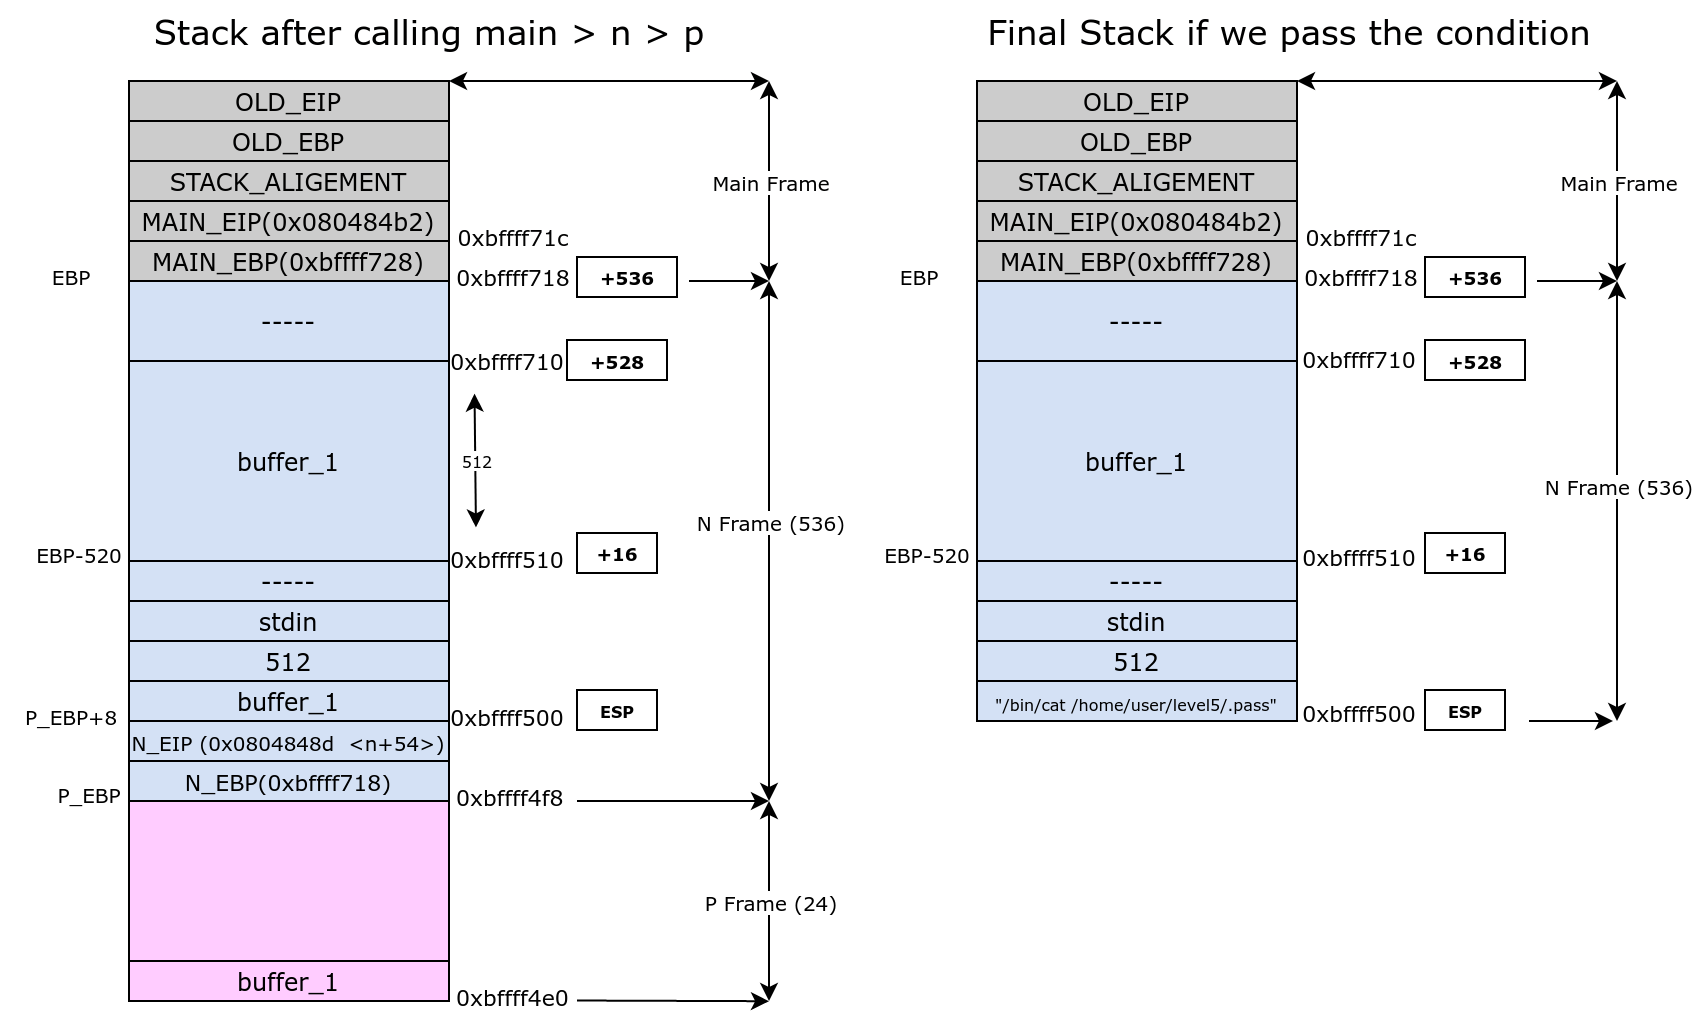 Stack after calling main > n > p
OLD_EIP
OLD_EBP
STACK_ALIGEMENT
Main Frame
MAIN_EIP(0x080484b2)
0xbffff71c
MAIN_EBP(0xbffff728)
EBP
0xbffff718
+536
-----
0xbffff710
+528
buffer_1
512
N Frame (536)
EBP-520
0xbffff510
+16
-----
stdin
512
buffer_1
P_EBP+8
0xbffff500
ESP
N_EIP (0x0804848d <n+54>)
N_EBP(0xbffff718)
P_EBP
0xbffff4f8
P Frame (24)
buffer_1
0xbffff4e0
Final Stack if we pass the condition
OLD_EIP
OLD_EBP
STACK_ALIGEMENT
Main Frame
MAIN_EIP(0x080484b2)
0xbffff71c
MAIN_EBP(0xbffff728)
EBP
0xbffff718
+536
-----
0xbffff710
+528
buffer_1
N Frame (536)
EBP-520
0xbffff510
+16
-----
stdin
512
"/bin/cat /home/user/level5/.pass"
0xbffff500
ESP